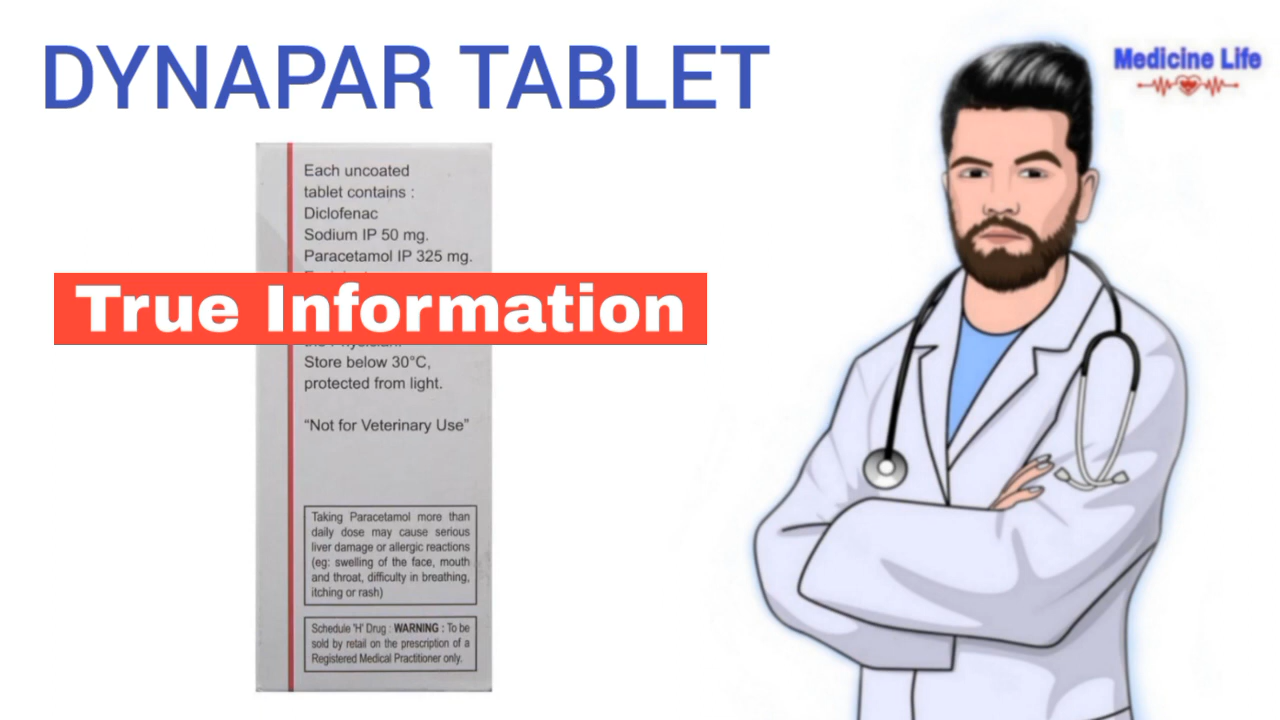 DYNAPAR TABLET
Medicine Life
Each uncoated
tablet contains :
Diclofenac
Sodium IP 50 mg.
Paracetamol IP 325 mg.
True Information
Store below 30°C,
protected from light.
“Not for Veterinary Use”
Taking Paracetamol more than
daily dose may cause serious
liver damage or allergic reactions
(eg: swelling of the face, mouth
and throat, difficulty in breathing,
itching or rash)
Schedule 'H' Drug : WARNING : To be
sold by retail on the prescription of a
Registered Medical Practitioner only.